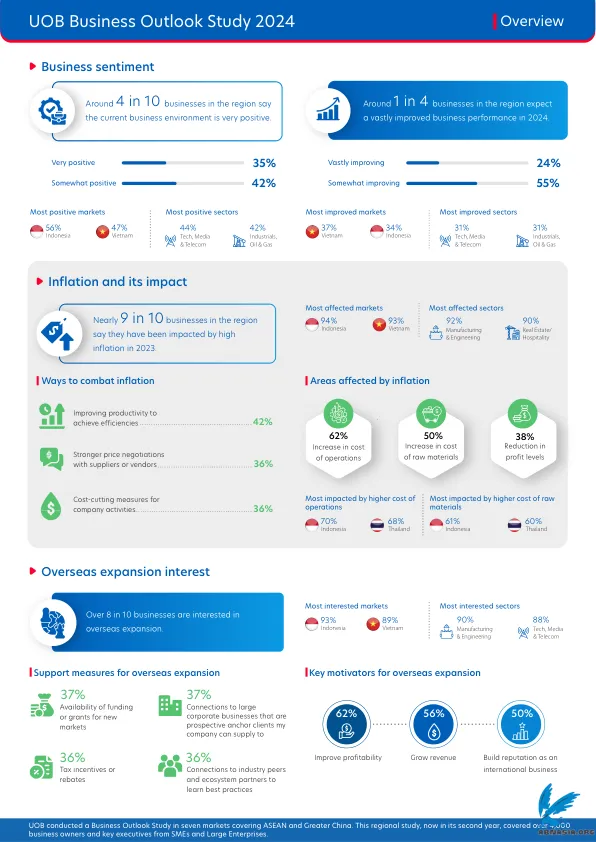 UOB Business Outlook Study 2024
Overview
Business sentiment
Around 4 in 10 businesses in the region say
the current business environment is very positive.
Around 1 in 4 businesses in the region expect
a vastly improved business performance in 2024.
Very positive 35%
Somewhat positive 42%
Vastly improving 24%
Somewhat improving 55%
Most positive markets
56%
Indonesia
47%
Vietnam
Most positive sectors
44%
Tech, Media
& Telecom
42%
Industrials,
Oil & Gas
Most improved markets
37%
Vietnam
34%
Indonesia
Most improved sectors
31%
Tech, Media
& Telecom
31%
Industrials,
Oil & Gas
Inflation and its impact
Nearly 9 in 10 businesses in the region
say they have been impacted by high
inflation in 2023.
Most affected markets
94%
Indonesia
93%
Vietnam
Most affected sectors
92%
Manufacturing
& Engineering
90%
Real Estate/
Hospitality
Ways to combat inflation
Improving productivity to
achieve efficiencies 42%
Stronger price negotiations
with suppliers or vendors 36%
Cost-cutting measures for
company activities. 36%
Areas affected by inflation
62%
Increase in cost
of operations
50%
Increase in cost
of raw materials
38%
Reduction in
profit levels
Most impacted by higher cost of
operations
70%
Indonesia
68%
Thailand
Most impacted by higher cost of raw
materials
61%
Indonesia
60%
Thailand
Overseas expansion interest
Over 8 in 10 businesses are interested in
overseas expansion.
Most interested markets
93%
Indonesia
89%
Vietnam
Most interested sectors
90%
Manufacturing
& Engineering
88%
Tech, Media
& Telecom
Support measures for overseas expansion
37%
Availability of funding
or grants for new
markets
37%
Connections to large
corporate businesses that are
prospective anchor clients my
company can supply to
36%
Tax incentives or
rebates
36%
Connections to industry peers
and ecosystem partners to
learn best practices
Key motivators for overseas expansion
62%
Improve profitability
56%
Grow revenue
50%
Build reputation as an
international business
UOB conducted a Business Outlook Study in seven markets covering ASEAN and Greater China. This regional study, now in its second year, covered over 4,000
business owners and key executives from SMEs and Large Enterprises.